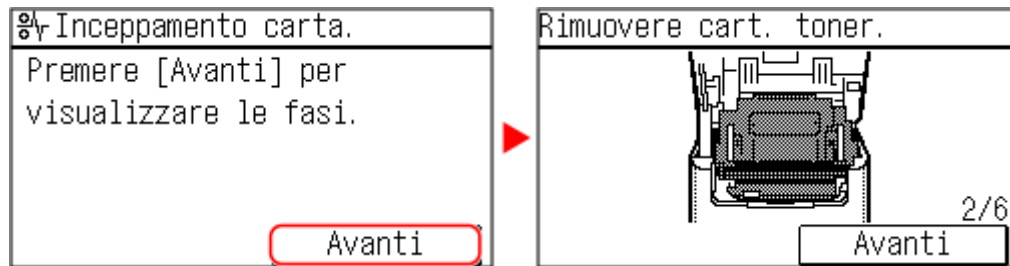 Inceppamento carta.
Premere [Avanti] per
visualizzare le fasi.
Avanti
Rimuovere cart. toner.
2/6
Avanti